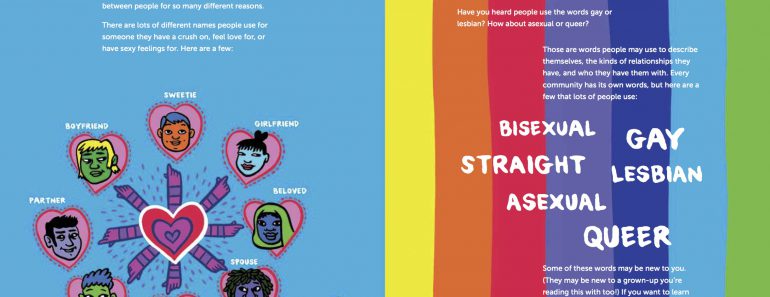 between people for so many different reasons.
There are lots of different names people use for
someone they have a crush on, feel love for, or
have sexy feelings for. Here are a few:
SWEETIE
BOYFRIEND
GIRLFRIEND
PARTNER
BELOVED
SPOUSE
Have you heard people use the words gay or
lesbian? How about asexual or queer?
Those are words people may use to describe
themselves, the kinds of relationships they
have, and who they have them with. Every
community has its own words, but here are a
few that lots of people use:
BISEXUAL
GAY
STRAIGHT
LESBIAN
ASEXUAL
QUEER
Some of these words may be new to you.
(They may be new to a grown-up you're
reading this with too!) If you want to learn